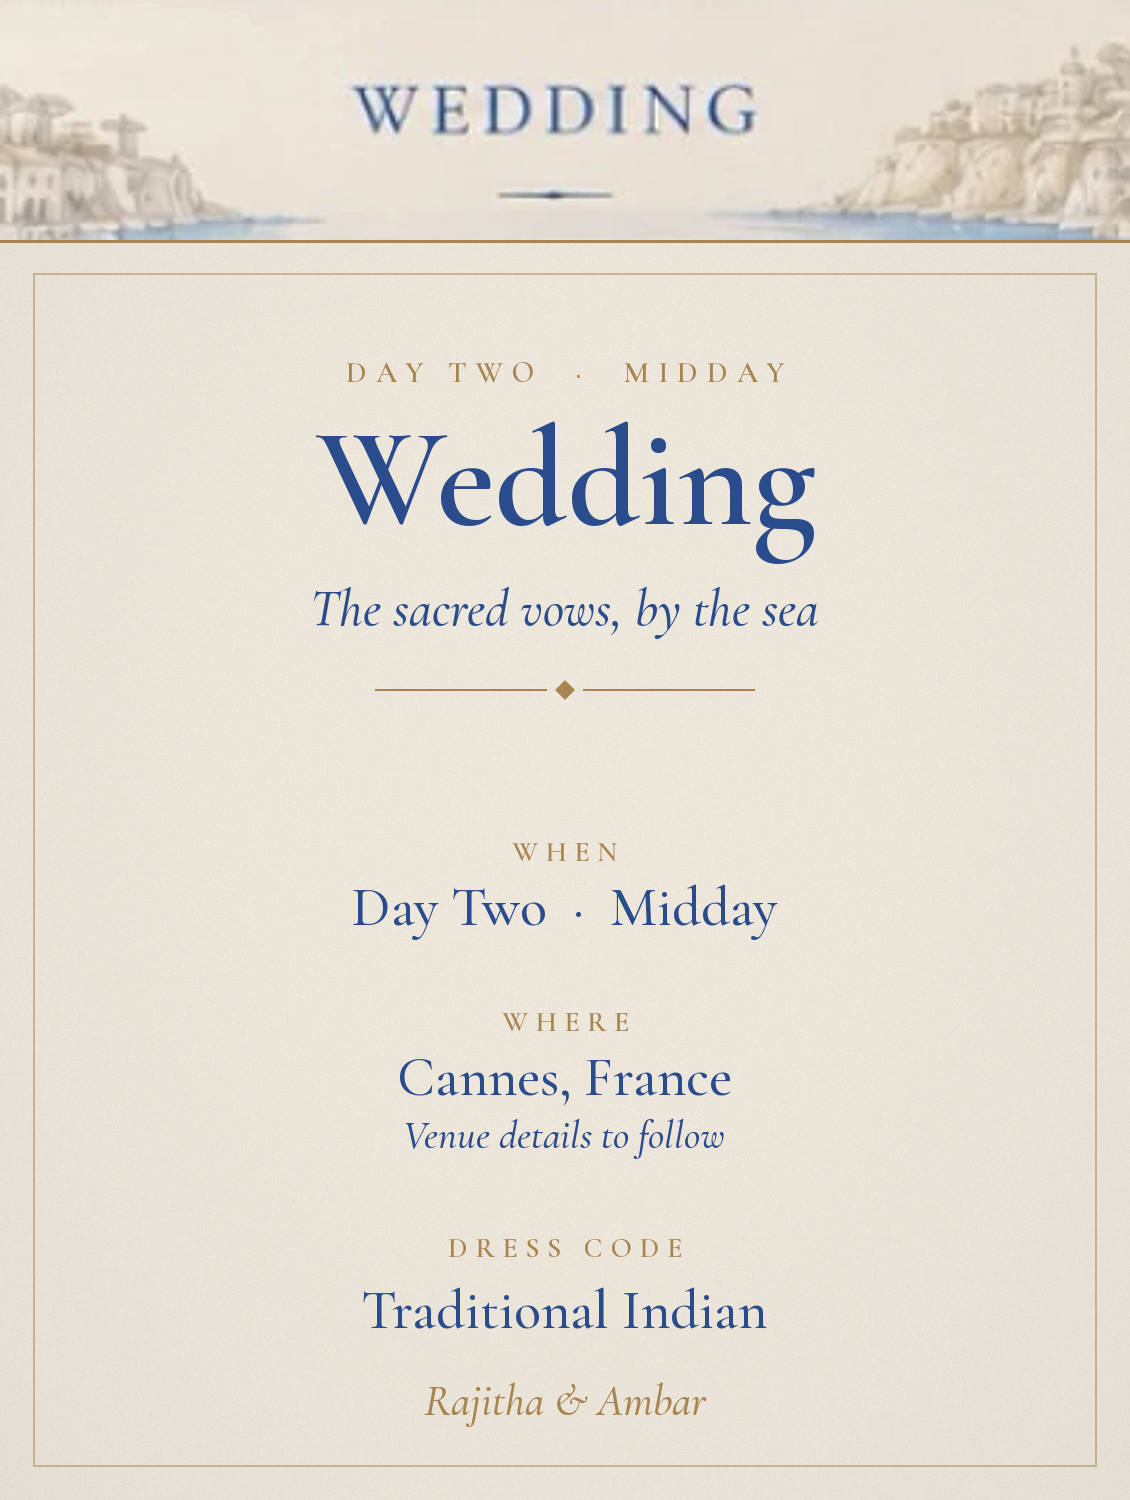 WEDDING
DAY TWO · MIDDAY
Wedding
The sacred vows, by the sea
WHEN
Day Two · Midday
WHERE
Cannes, France
Venue details to follow
DRESS CODE
Traditional Indian
Rajitha & Ambar